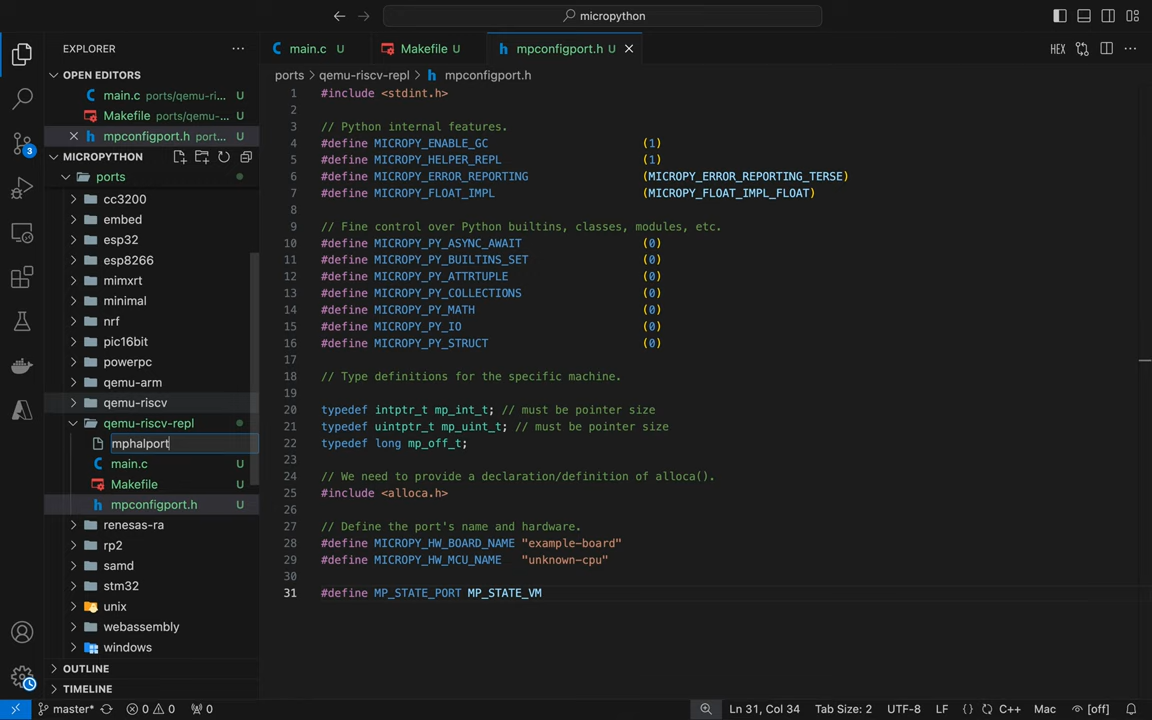 micropython
EXPLORER
OPEN EDITORS
main.c ports/qemu-ri... U
Makefile ports/qemu-... U
mpconfigport.h port... U
MICROPYTHON
ports
cc3200
embed
esp32
esp8266
mimxrt
minimal
nrf
pic16bit
powerpc
qemu-arm
qemu-riscv
qemu-riscv-repl
mphalport
main.c U
Makefile U
mpconfigport.h U
renesas-ra
rp2
samd
stm32
unix
webassembly
windows
OUTLINE
TIMELINE
3
main.c U
Makefile U
mpconfigport.h U
HEX
ports > qemu-riscv-repl > mpconfigport.h
1 #include <stdint.h>
2
3 // Python internal features.
4 #define MICROPY_ENABLE_GC (1)
5 #define MICROPY_HELPER_REPL (1)
6 #define MICROPY_ERROR_REPORTING (MICROPY_ERROR_REPORTING_TERSE)
7 #define MICROPY_FLOAT_IMPL (MICROPY_FLOAT_IMPL_FLOAT)
8
9 // Fine control over Python builtins, classes, modules, etc.
10 #define MICROPY_PY_ASYNC_AWAIT (0)
11 #define MICROPY_PY_BUILTINS_SET (0)
12 #define MICROPY_PY_ATTRTUPLE (0)
13 #define MICROPY_PY_COLLECTIONS (0)
14 #define MICROPY_PY_MATH (0)
15 #define MICROPY_PY_IO (0)
16 #define MICROPY_PY_STRUCT (0)
17
18 // Type definitions for the specific machine.
19
20 typedef intptr_t mp_int_t; // must be pointer size
21 typedef uintptr_t mp_uint_t; // must be pointer size
22 typedef long mp_off_t;
23
24 // We need to provide a declaration/definition of alloca().
25 #include <alloca.h>
26
27 // Define the port's name and hardware.
28 #define MICROPY_HW_BOARD_NAME "example-board"
29 #define MICROPY_HW_MCU_NAME "unknown-cpu"
30
31 #define MP_STATE_PORT MP_STATE_VM
master* 0 0 0 Ln 31, Col 34 Tab Size: 2 UTF-8 LF {} C++ Mac [off]